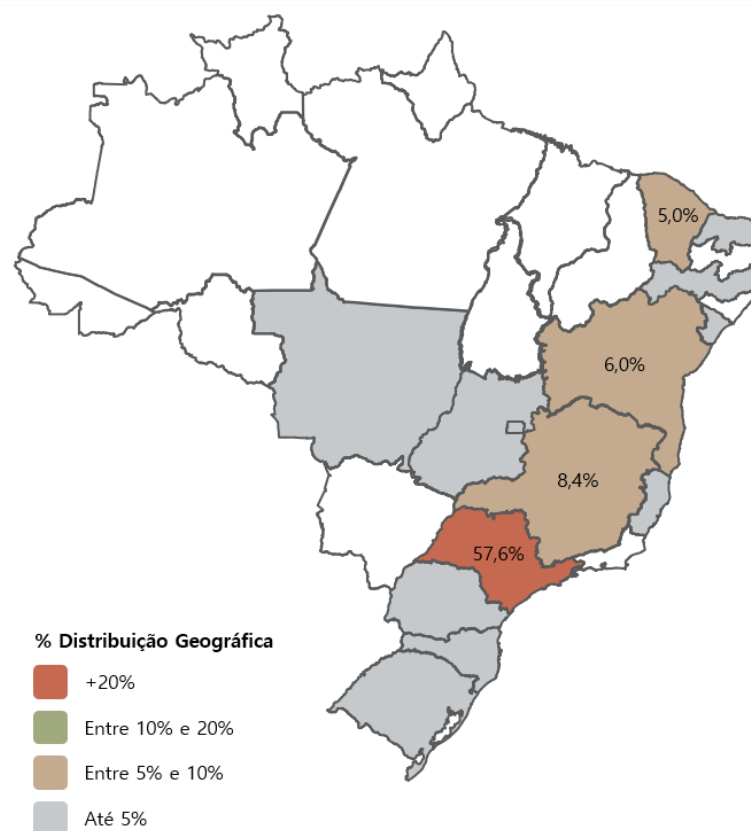 5,0%
6,0%
8,4%
57,6%
% Distribuição Geográfica
+20%
Entre 10% e 20%
Entre 5% e 10%
Até 5%